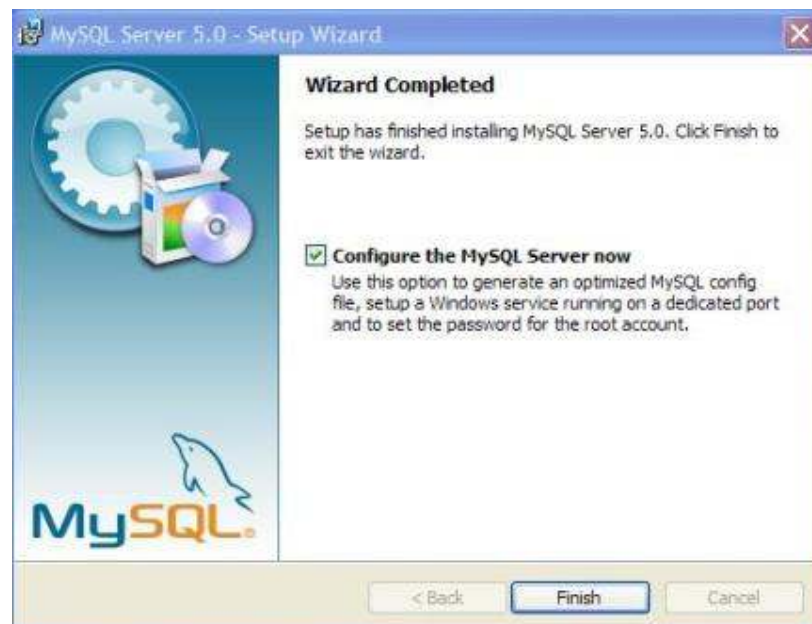 MySQL Server 5.0 - Setup Wizard
Wizard Completed
Setup has finished installing MySQL Server 5.0. Click Finish to
exit the wizard.
Configure the MySQL Server now
Use this option to generate an optimized MySQL config
file, setup a Windows service running on a dedicated port
and to set the password for the root account.
MySQL®
< Back
Finish
Cancel